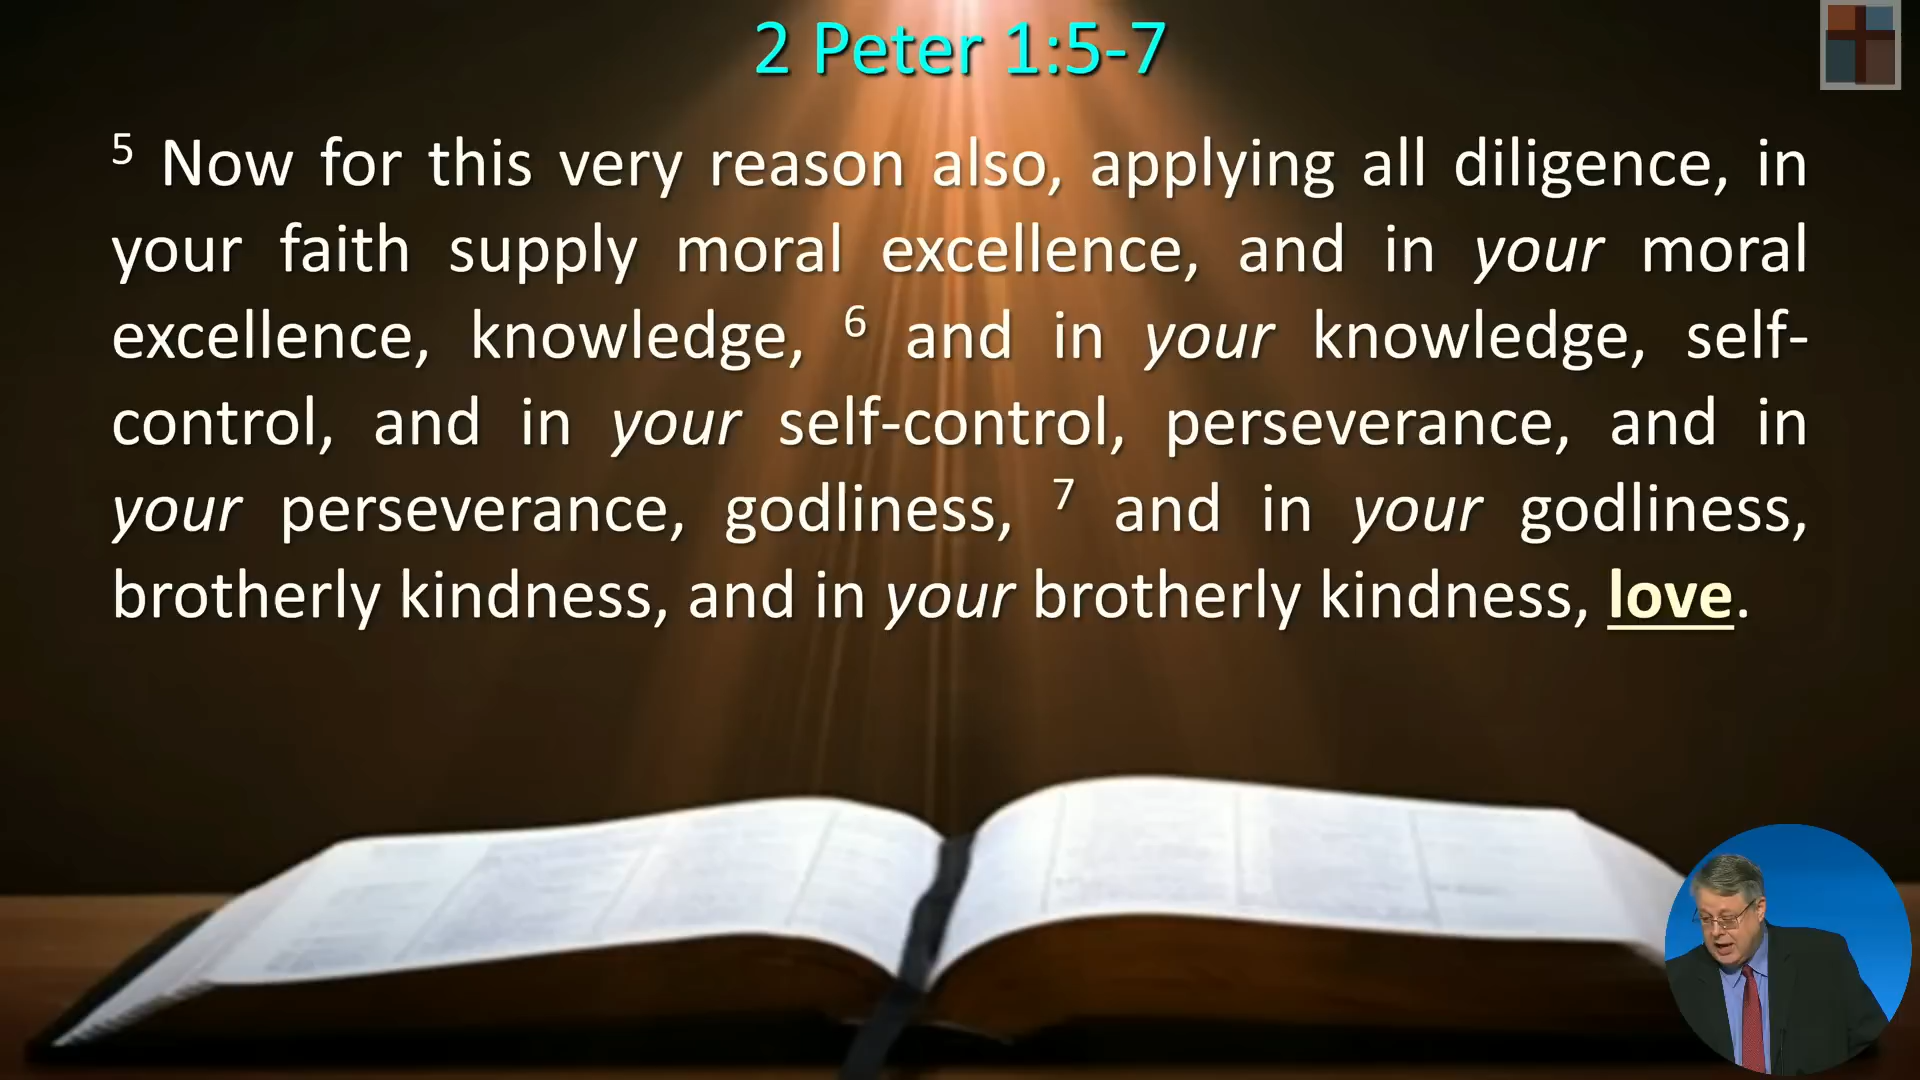 2 Peter 1:5-7
5 Now for this very reason also, applying all diligence, in
your faith supply moral excellence, and in your moral
excellence, knowledge, 6 and in your knowledge, self-
control, and in your self-control, perseverance, and in
your perseverance, godliness, 7 and in your godliness,
brotherly kindness, and in your brotherly kindness, love.